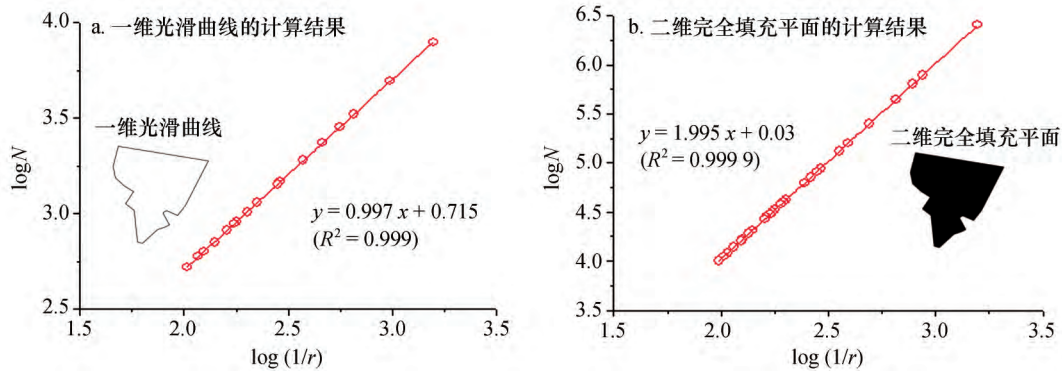 a. 一维光滑曲线的计算结果
4.0
3.5
3.0
2.5
logN
一维光滑曲线
y = 0.997 x + 0.715
(R² = 0.999)
1.5 2.0 2.5 3.0 3.5
log (1/r)
b. 二维完全填充平面的计算结果
6.5
6.0
5.5
5.0
4.5
4.0
3.5
logN
y = 1.995 x + 0.03
(R² = 0.999 9)
二维完全填充平面
1.5 2.0 2.5 3.0 3.5
log (1/r)